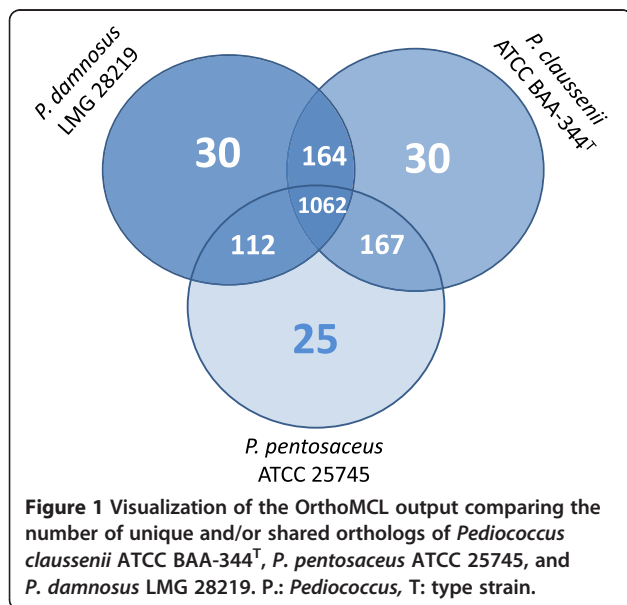 P. damnosus
LMG 28219
P. claussenii
ATCC BAA-344ᵀ
30
164
30
1062
112
167
25
P. pentosaceus
ATCC 25745
Figure 1 Visualization of the OrthoMCL output comparing the
number of unique and/or shared orthologs of Pediococcus
claussenii ATCC BAA-344ᵀ, P. pentosaceus ATCC 25745, and
P. damnosus LMG 28219. P.: Pediococcus, T: type strain.